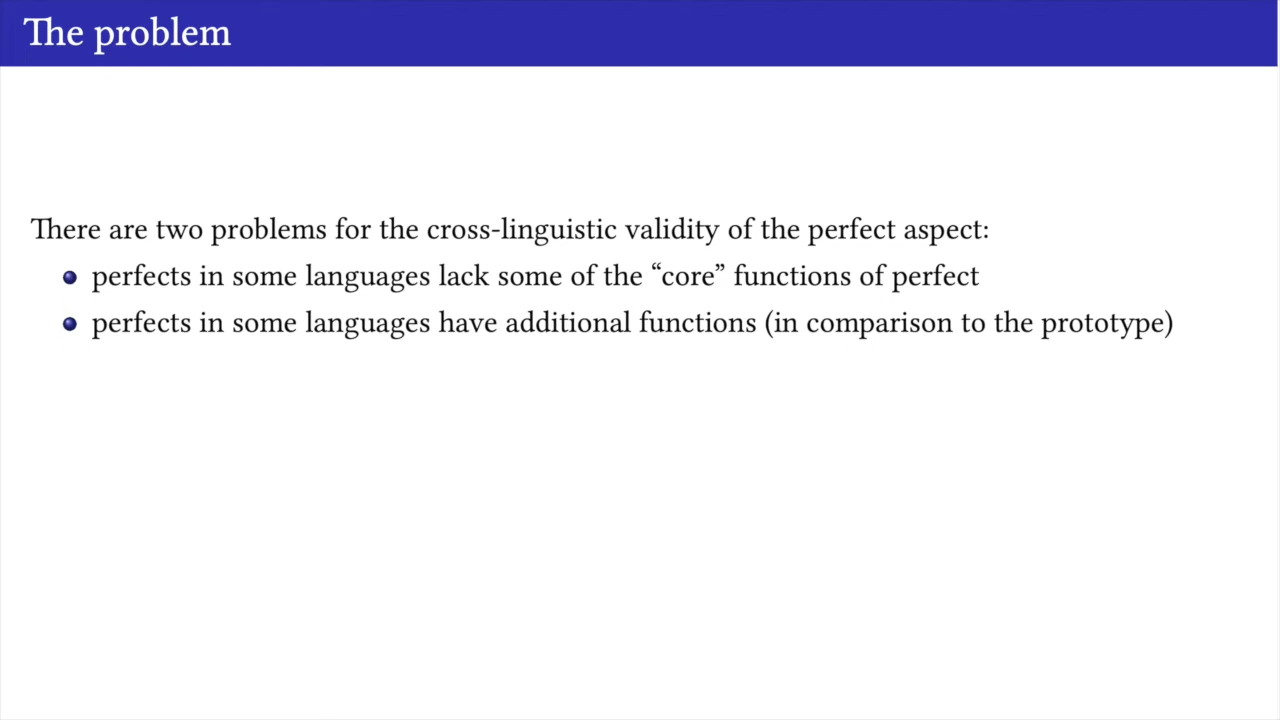 The problem
There are two problems for the cross-linguistic validity of the perfect aspect:
perfects in some languages lack some of the “core” functions of perfect
perfects in some languages have additional functions (in comparison to the prototype)